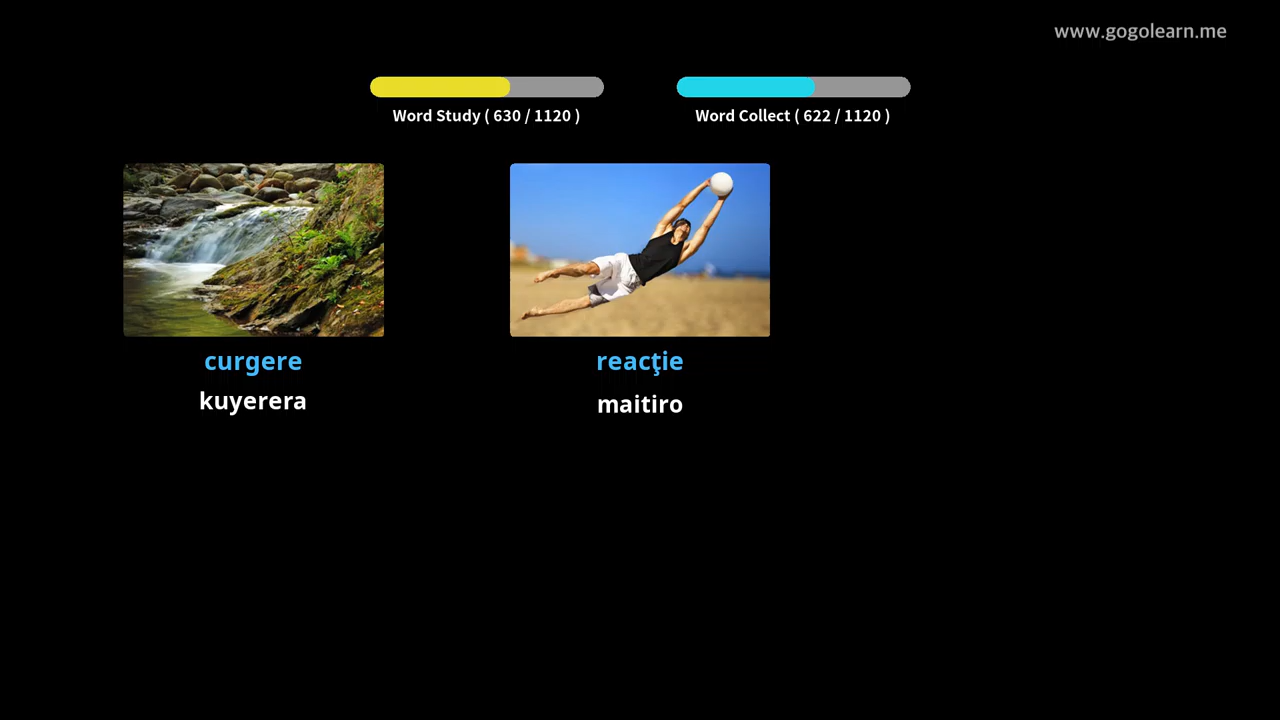 www.gogolearn.me
Word Study ( 630 / 1120 )
Word Collect ( 622 / 1120 )
curgere
kuyerera
reacţie
maitiro